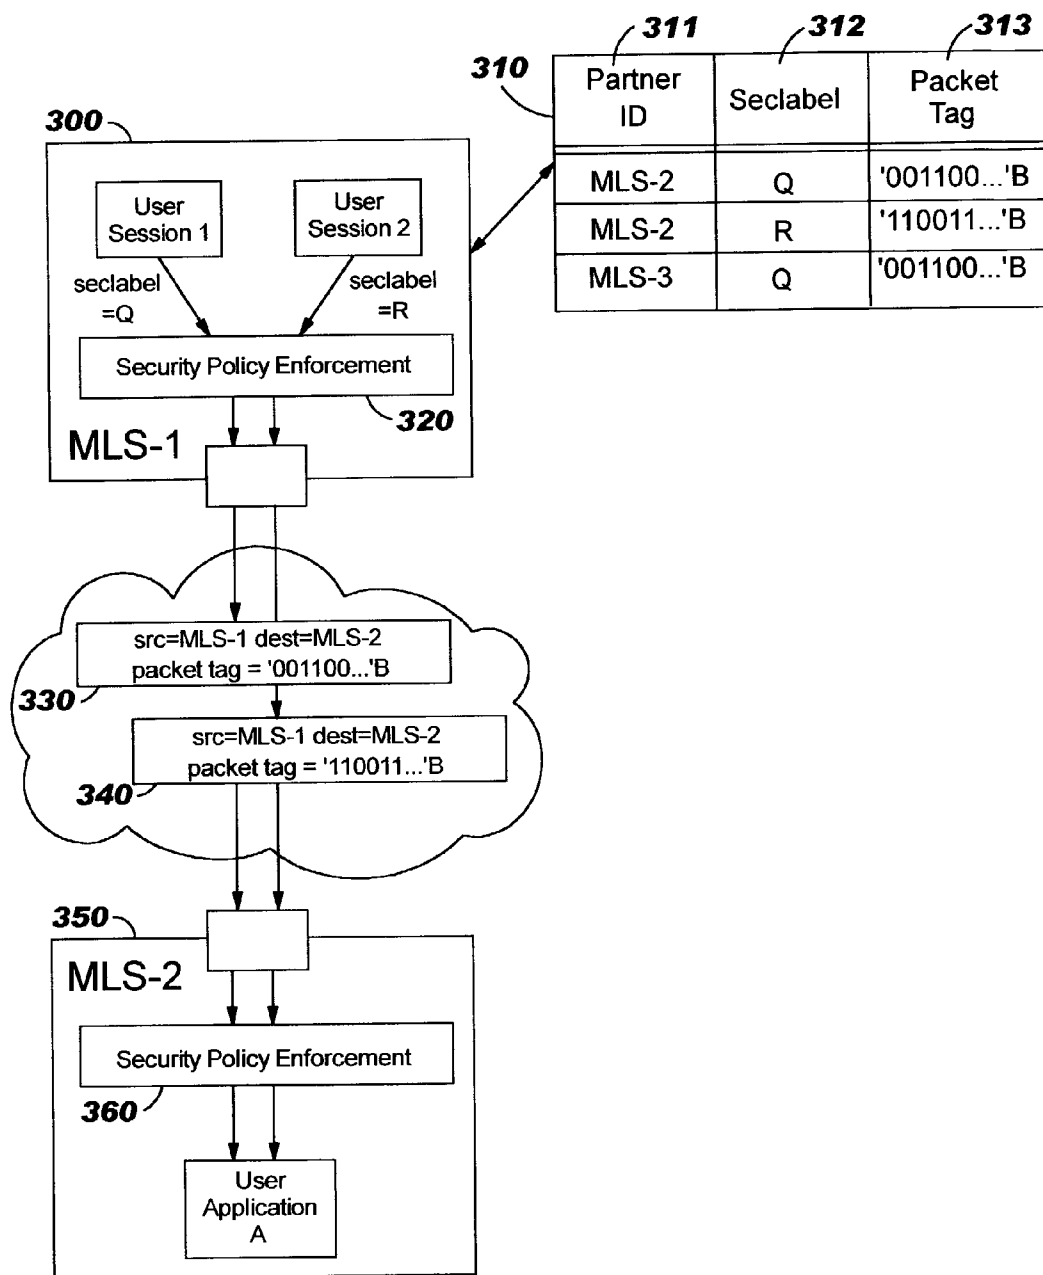 311
312
313
310
Partner
ID
Seclabel
Packet
Tag
MLS-2
Q
'001100...'B
MLS-2
R
'110011...'B
MLS-3
Q
'001100...'B
300
User
Session 1
User
Session 2
seclabel
=Q
seclabel
=R
Security Policy Enforcement
320
MLS-1
src=MLS-1 dest=MLS-2
packet tag = '001100...'B
330
src=MLS-1 dest=MLS-2
packet tag = '110011...'B
340
350
MLS-2
Security Policy Enforcement
360
User
Application
A